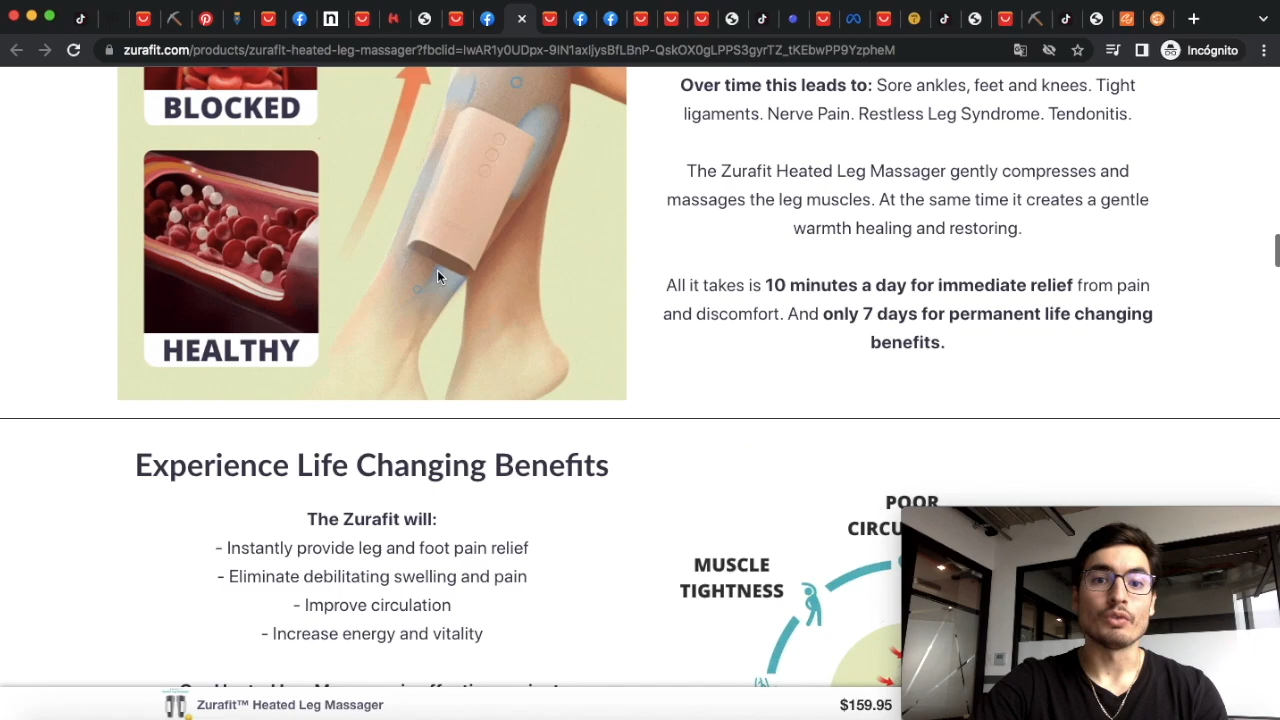 zurafit.com/products/zurafit-heated-leg-massager?fbclid=IwAR1y0UDpx-9IN1axIjysBfLBnP-QskOX0gLPPS3gyrTZ_tKEbwPP9YzpheM
Incógnito
BLOCKED
HEALTHY
Over time this leads to: Sore ankles, feet and knees. Tight
ligaments. Nerve Pain. Restless Leg Syndrome. Tendonitis.
The Zurafit Heated Leg Massager gently compresses and
massages the leg muscles. At the same time it creates a gentle
warmth healing and restoring.
All it takes is 10 minutes a day for immediate relief from pain
and discomfort. And only 7 days for permanent life changing
benefits.
Experience Life Changing Benefits
The Zurafit will:
- Instantly provide leg and foot pain relief
- Eliminate debilitating swelling and pain
- Improve circulation
- Increase energy and vitality
POOR
MUSCLE
TIGHTNESS
Zurafit™ Heated Leg Massager
$159.95